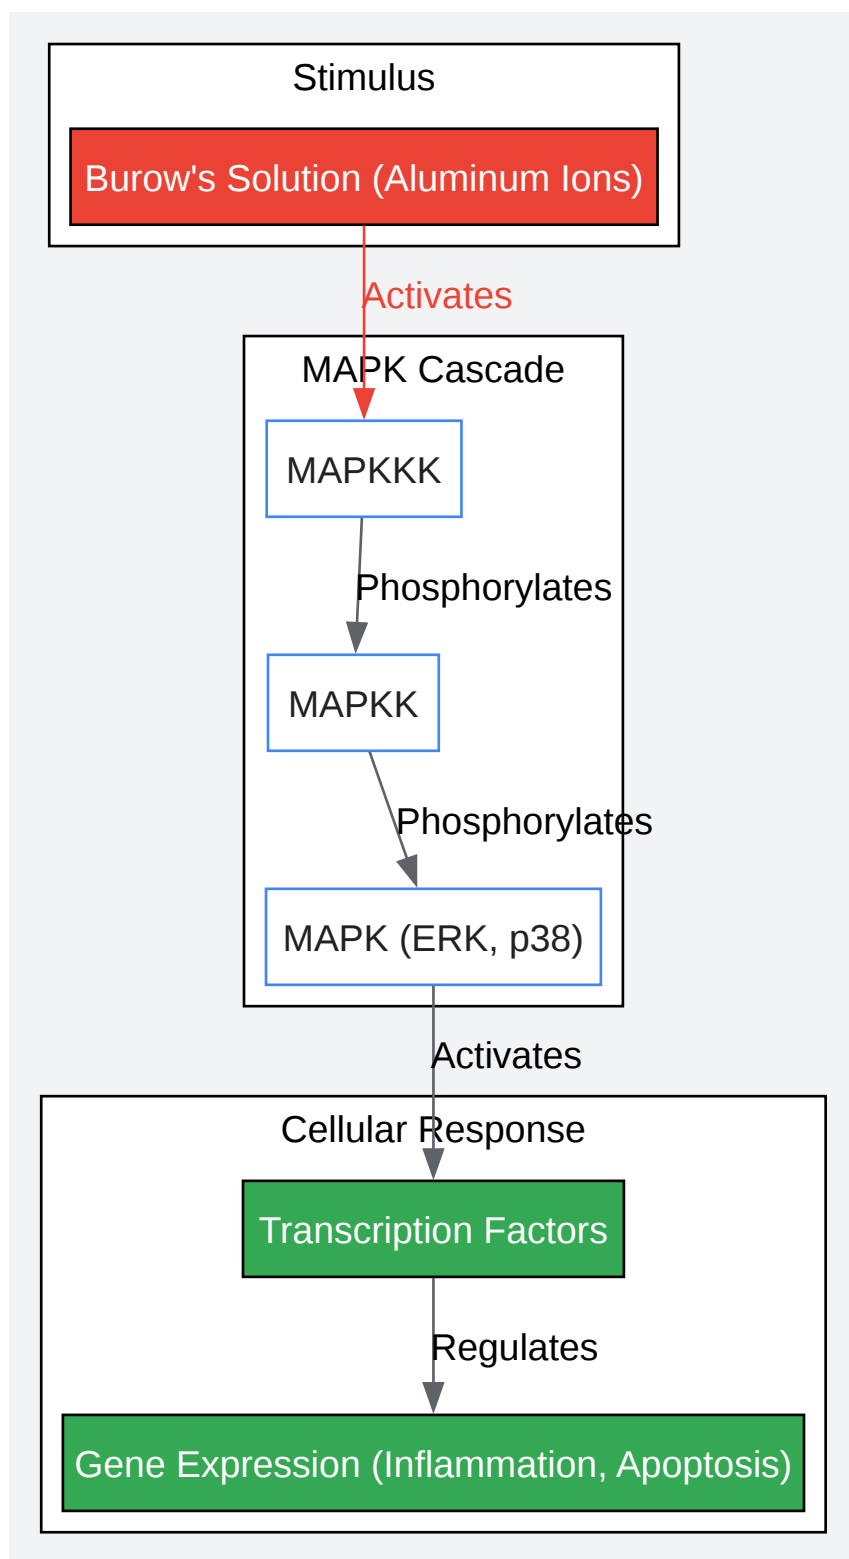 Stimulus
Burow's Solution (Aluminum Ions)
Activates
MAPK Cascade
MAPKKK
Phosphorylates
MAPKK
Phosphorylates
MAPK (ERK, p38)
Activates
Cellular Response
Transcription Factors
Regulates
Gene Expression (Inflammation, Apoptosis)